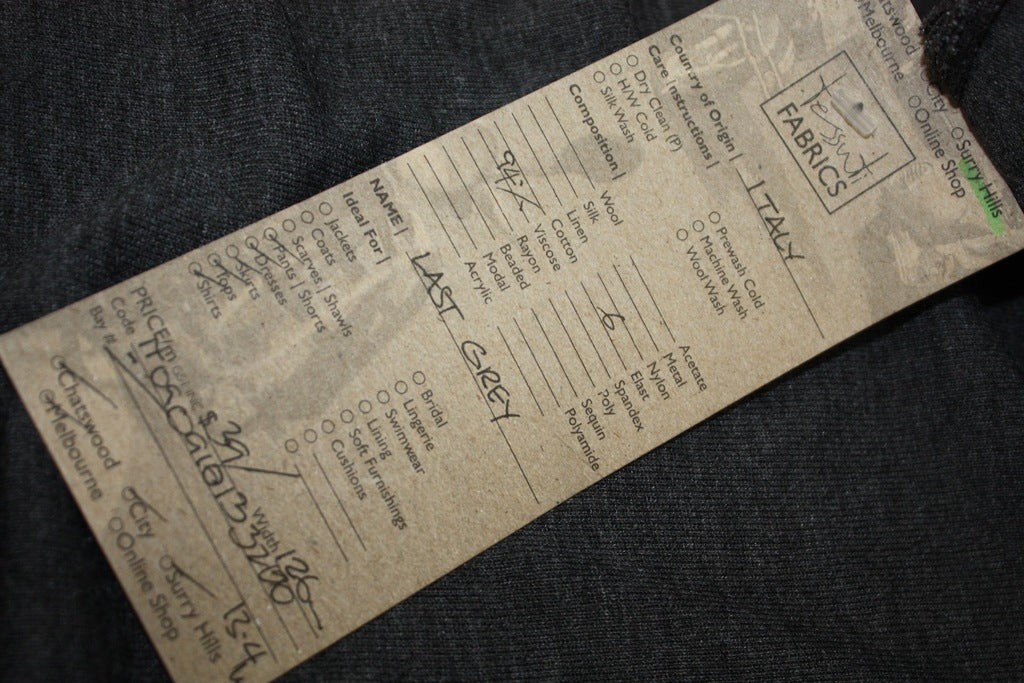 Chatswood
Melbourne
City
Online Shop
Surry Hills
Tessuti
FABRICS
Country of Origin | ITALY
Care Instructions |
Dry Clean (P)
H/W Cold
Silk Wash
Prewash Cold
Machine Wash
Wool Wash
Composition |
Wool
Silk
Linen
Cotton
94% Viscose
Rayon
Beaded
Modal
Acrylic
Acetate
Metal
Nylon
Elast
6 Spandex
Poly
Sequin
Polyamide
NAME | LAST GREY
Ideal For |
Jackets
Coats
Scarves | Shawls
Pants | Shorts
Dresses
Skirts
Tops
Shirts
Bridal
Lingerie
Swimwear
Lining
Soft Furnishings
Cushions
PRICE/m $39/ Width 126
Code
Buy
13.4
Chatswood
Melbourne
City
Online Shop
Surry Hills